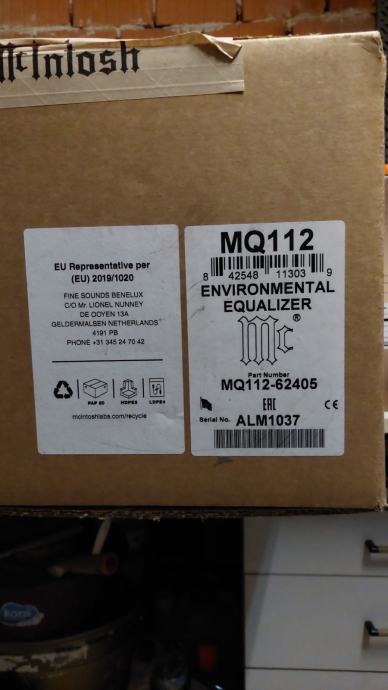 McIntosh
EU Representative per
(EU) 2019/1020
FINE SOUNDS BENELUX
C/O Mr. LIONEL NUNNEY
DE OOYEN 13A
GELDERMALSEN NETHERLANDS
4191 PB
PHONE +31 345 24 70 42
PAP 20
HDPE2
LDPE4
mcintoshlabs.com/recycle
MQ112
8 42548 11303 9
ENVIRONMENTAL
EQUALIZER
Mc®
Part Number
MQ112-62405
EAC CE
Serial No. ALM1037